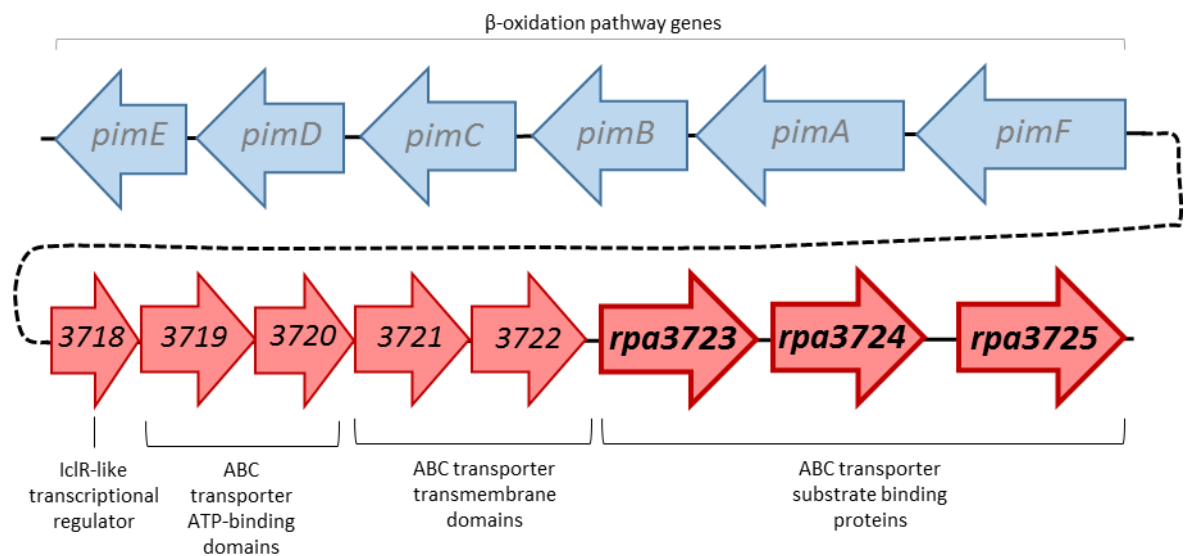 β-oxidation pathway genes
pimE pimD pimC pimB pimA pimF
3718 3719 3720 3721 3722 rpa3723 rpa3724 rpa3725
IclR-like
transcriptional
regulator
ABC
transporter
ATP-binding
domains
ABC transporter
transmembrane
domains
ABC transporter
substrate binding
proteins